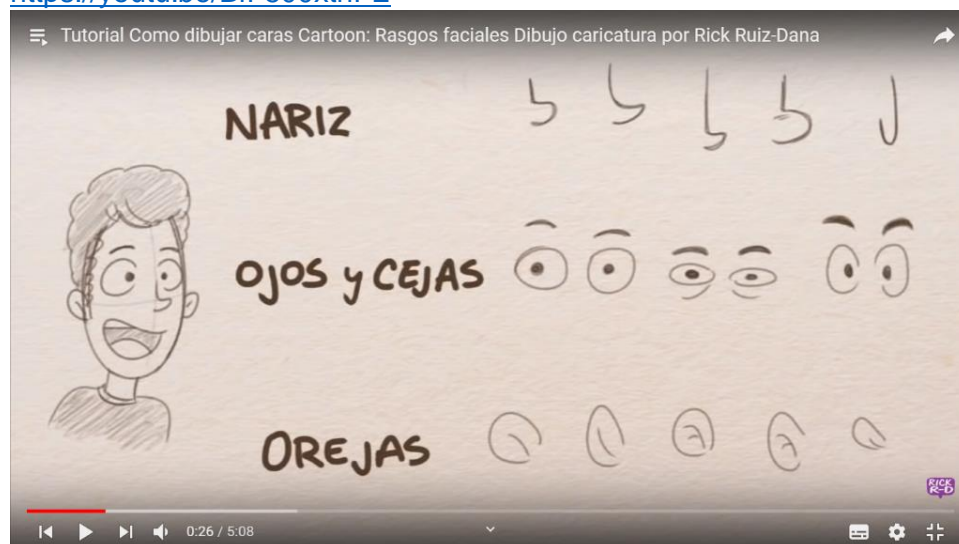 Tutorial Como dibujar caras Cartoon: Rasgos faciales Dibujo caricatura por Rick Ruiz-Dana
NARIZ
OJOS y CEJAS
OREJAS
RICK
R-D
0:26 / 5:08